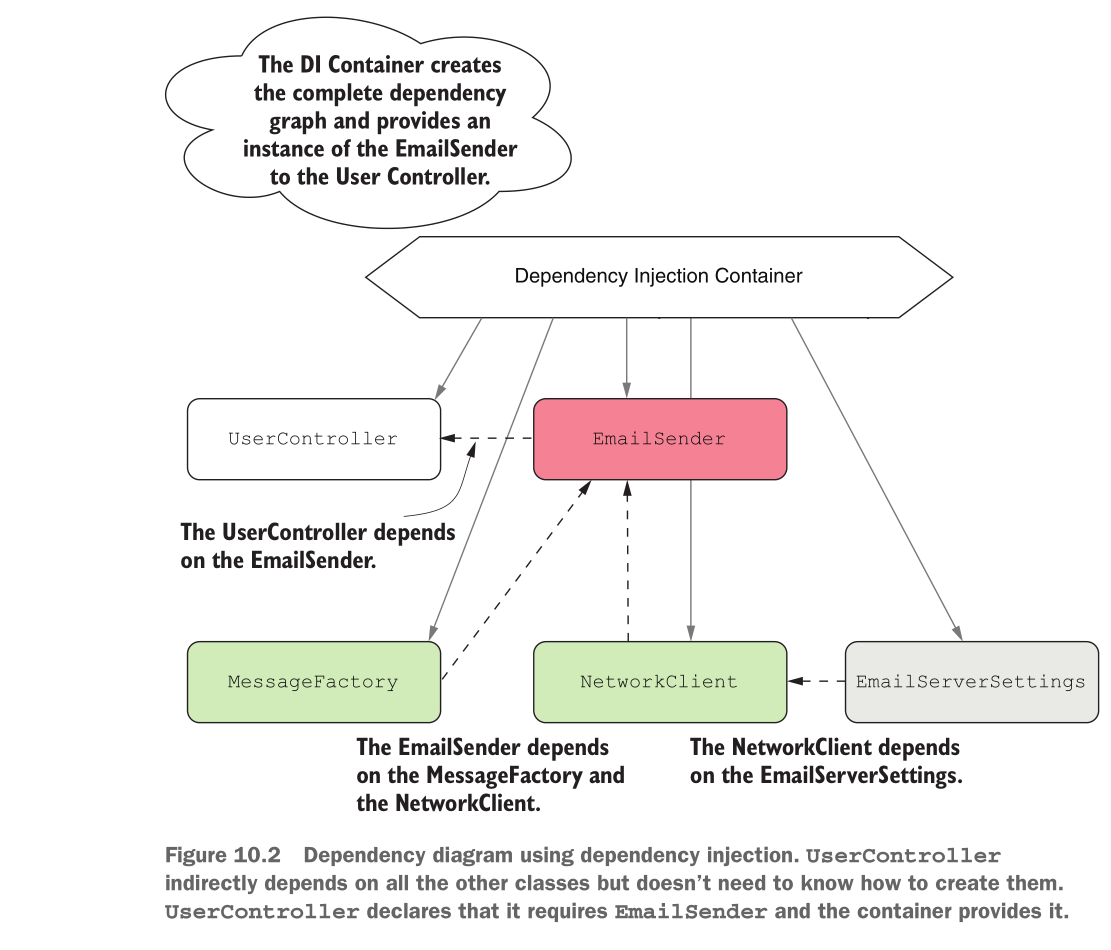 The DI Container creates
the complete dependency
graph and provides an
instance of the EmailSender
to the User Controller.
Dependency Injection Container
UserController
EmailSender
The UserController depends
on the EmailSender.
MessageFactory
NetworkClient
EmailServerSettings
The EmailSender depends
on the MessageFactory and
the NetworkClient.
The NetworkClient depends
on the EmailServerSettings.
Figure 10.2 Dependency diagram using dependency injection. UserController
indirectly depends on all the other classes but doesn’t need to know how to create them.
UserController declares that it requires EmailSender and the container provides it.